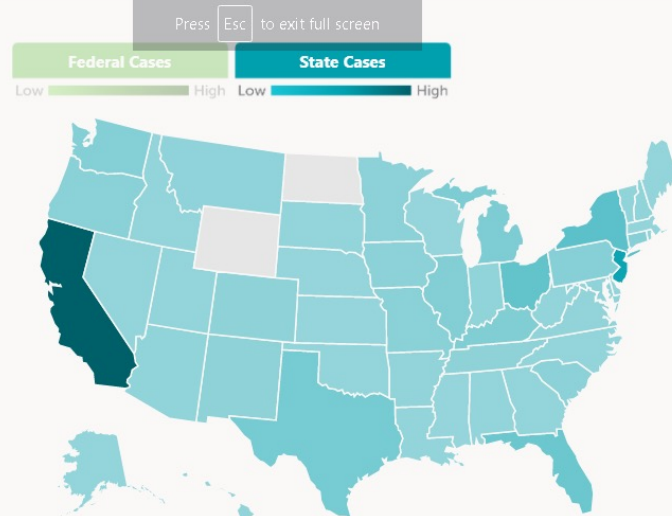 Press Esc to exit full screen
Federal Cases State Cases
Low High Low High